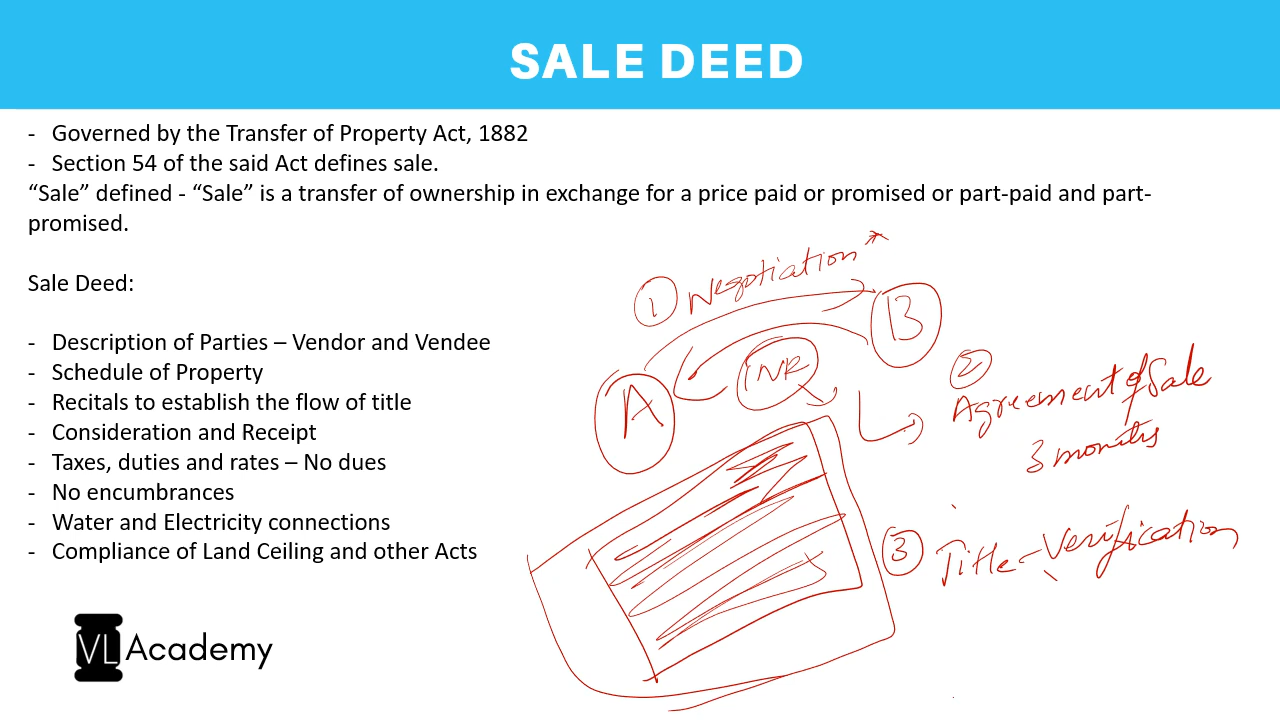 SALE DEED
- Governed by the Transfer of Property Act, 1882
- Section 54 of the said Act defines sale.
“Sale” defined - “Sale” is a transfer of ownership in exchange for a price paid or promised or part-paid and part-
promised.
Sale Deed:
- Description of Parties – Vendor and Vendee
- Schedule of Property
- Recitals to establish the flow of title
- Consideration and Receipt
- Taxes, duties and rates – No dues
- No encumbrances
- Water and Electricity connections
- Compliance of Land Ceiling and other Acts
1 Negotiation*
B
INR
A
2
Agreement of Sale
3 months
3 Title - Verification
VL Academy